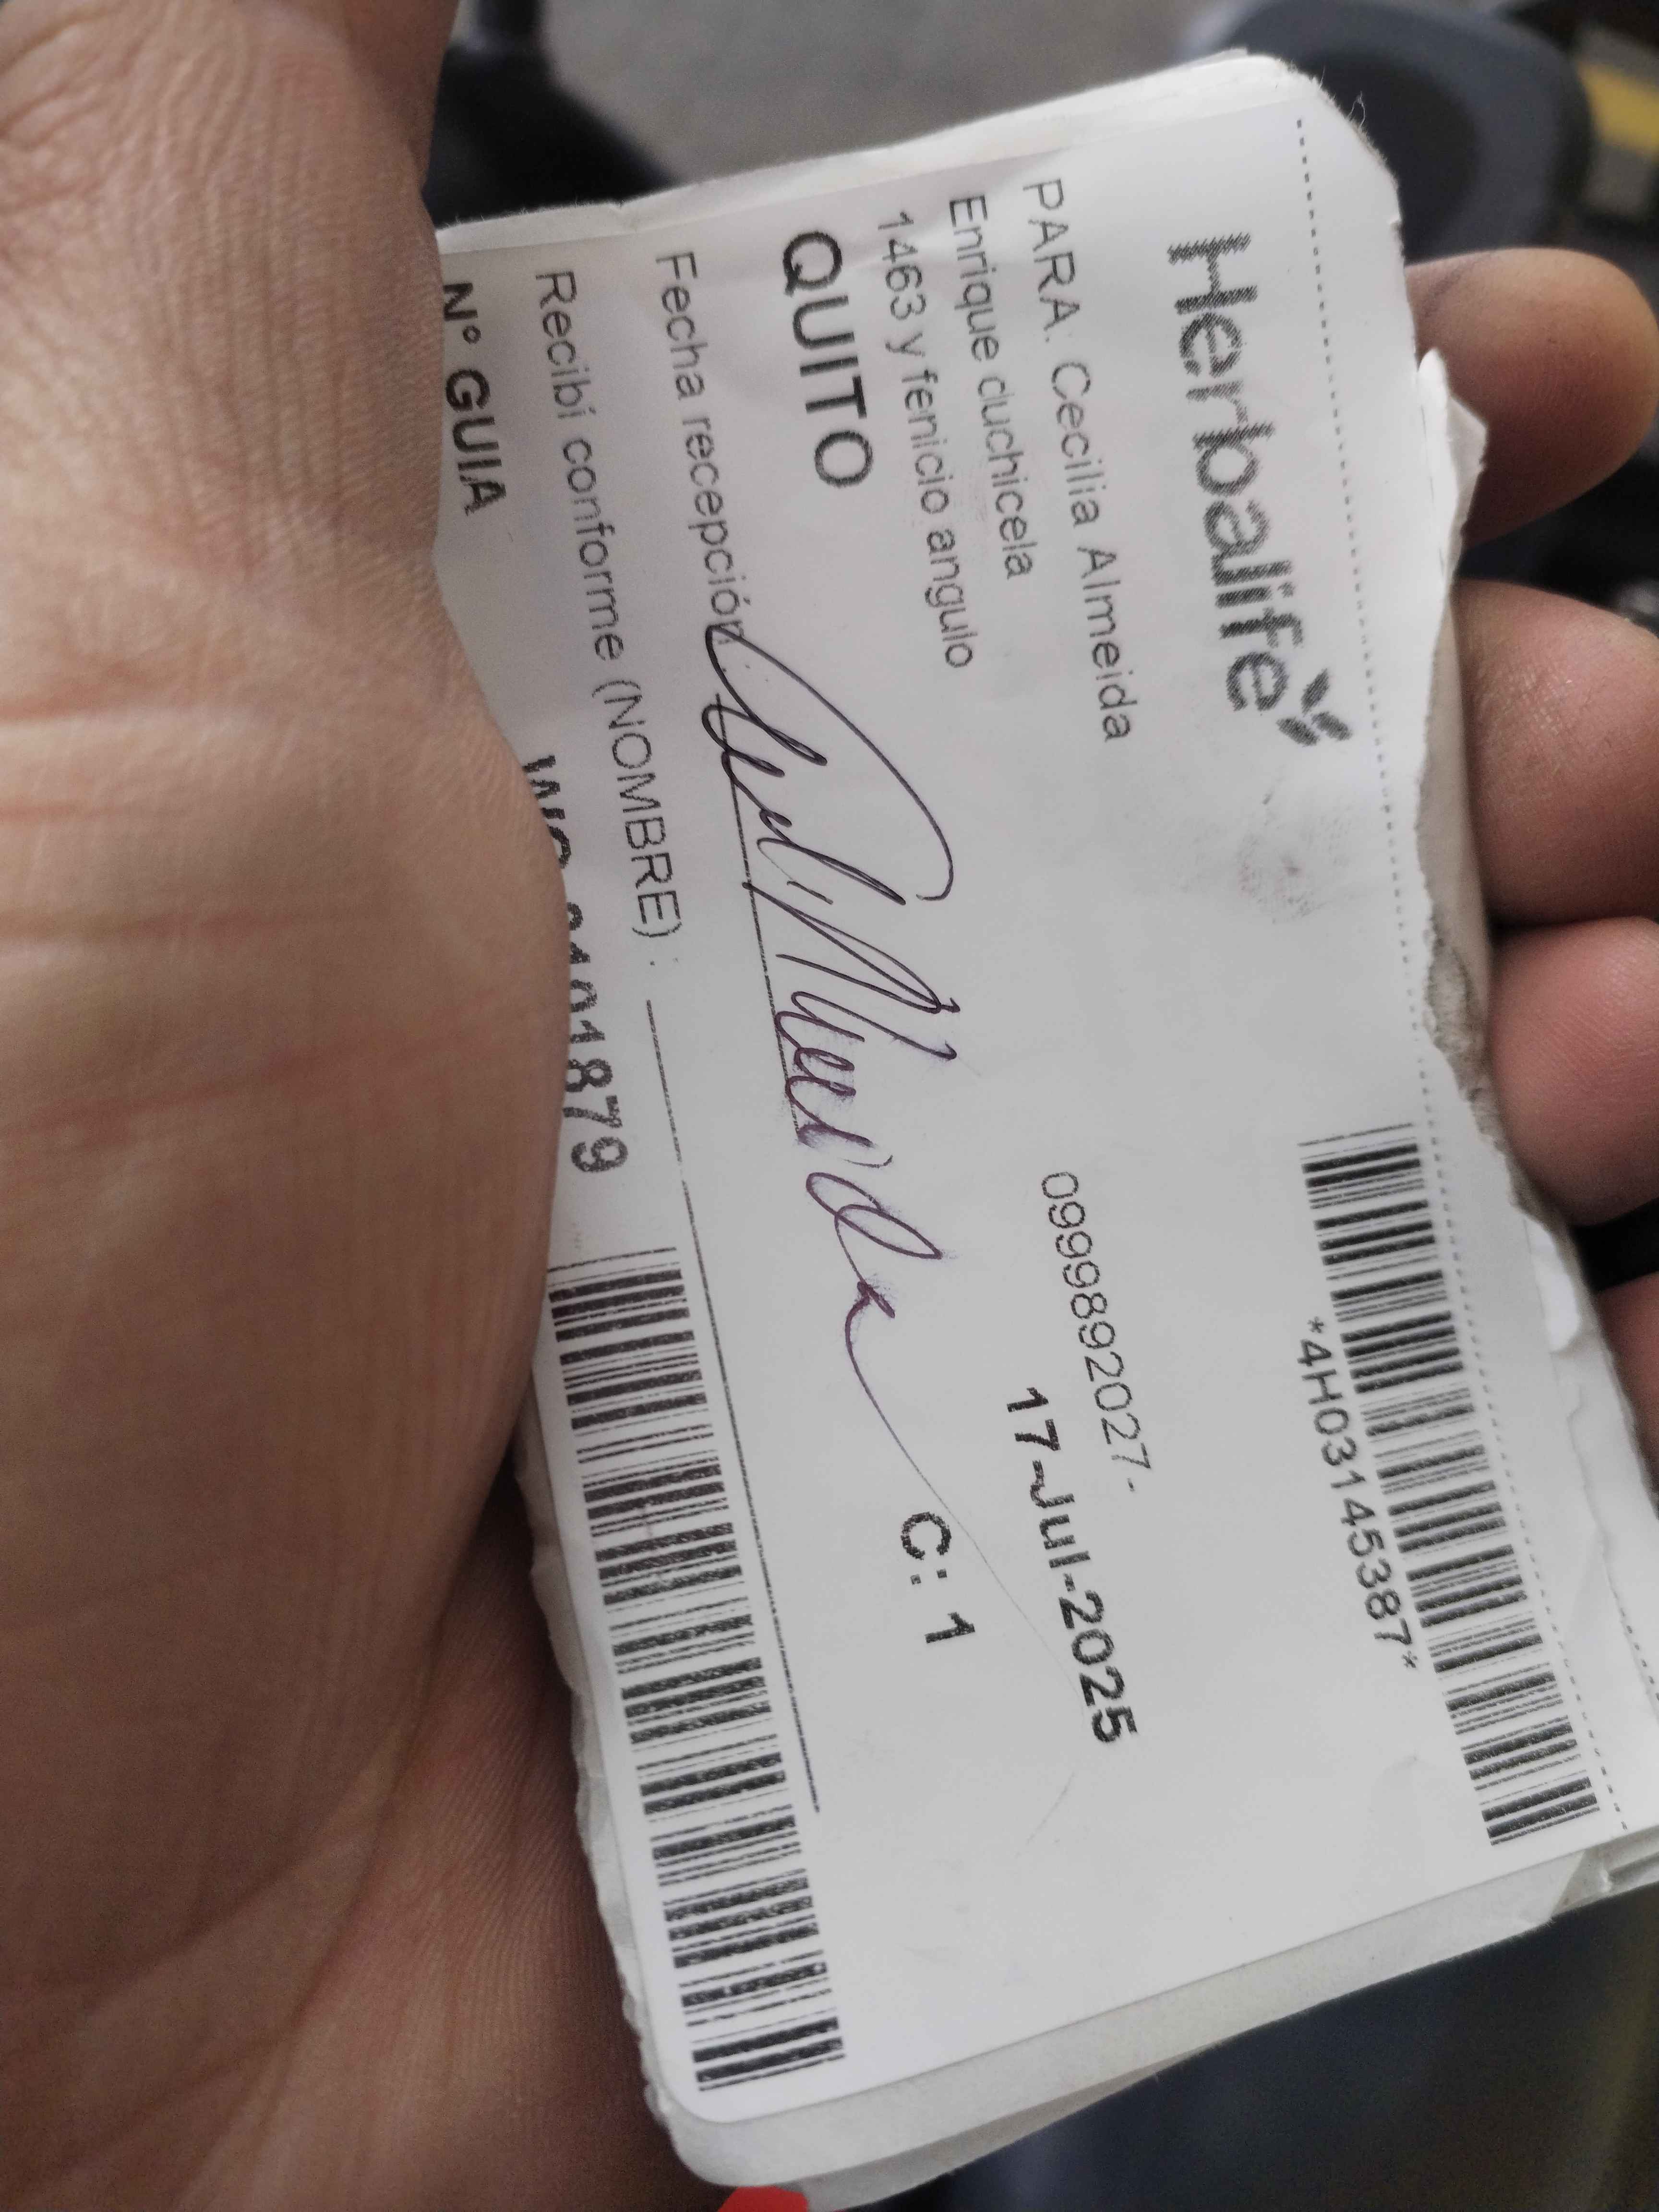 Herbalife
*4H03145387*
PARA: Cecilia Almeida
0999892027 -
Enrique duchicela
1463 y fenicio angulo
17-Jul-2025
QUITO
C: 1
Fecha recepción
Recibí conforme (NOMBRE) :
N° GUIA